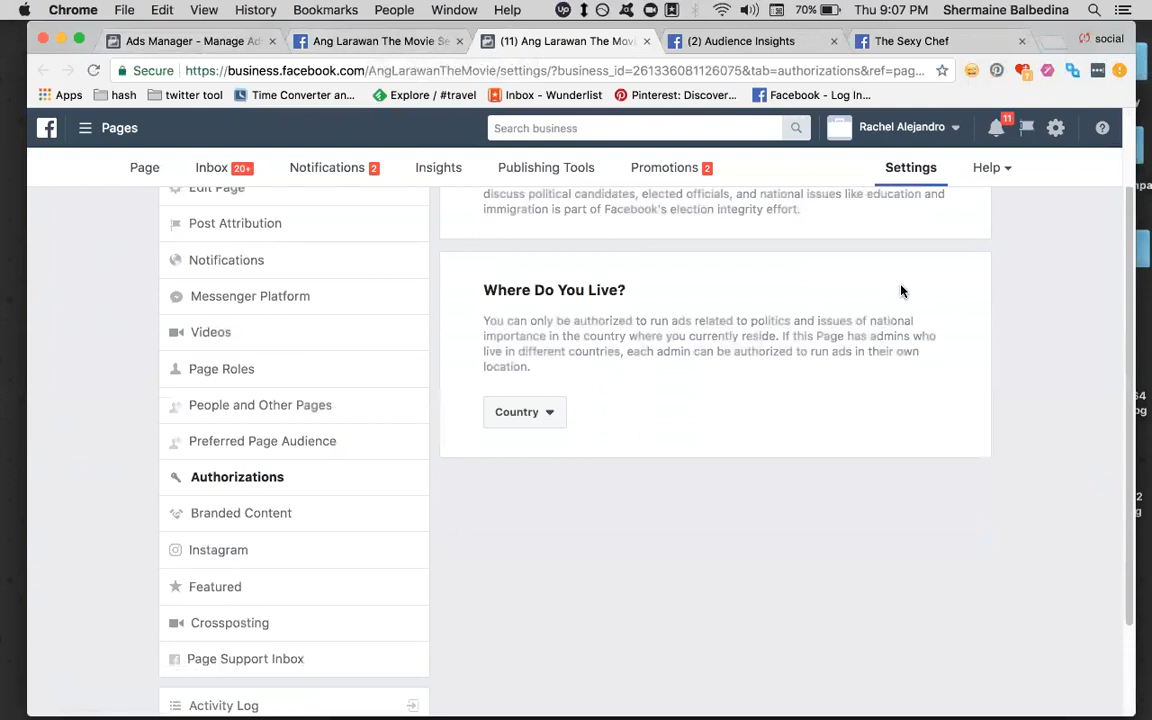 Chrome File Edit View History Bookmarks People Window Help 70% Thu 9:07 PM Shermaine Balbedina
Ads Manager - Manage Ad
Ang Larawan The Movie Se
(11) Ang Larawan The Mov
(2) Audience Insights
The Sexy Chef
social
Secure https://business.facebook.com/AngLarawanTheMovie/settings/?business_id=261336081126075&tab=authorizations&ref=pag...
Apps hash twitter tool Time Converter an... Explore / #travel Inbox - Wunderlist Pinterest: Discover... Facebook - Log In...
Pages Search business Rachel Alejandro 11
Page Inbox 20+ Notifications 2 Insights Publishing Tools Promotions 2 Settings Help
Edit Page
Post Attribution
Notifications
Messenger Platform
Videos
Page Roles
People and Other Pages
Preferred Page Audience
Authorizations
Branded Content
Instagram
Featured
Crossposting
Page Support Inbox
Activity Log
discuss political candidates, elected officials, and national issues like education and
immigration is part of Facebook's election integrity effort.
Where Do You Live?
You can only be authorized to run ads related to politics and issues of national
importance in the country where you currently reside. If this Page has admins who
live in different countries, each admin can be authorized to run ads in their own
location.
Country